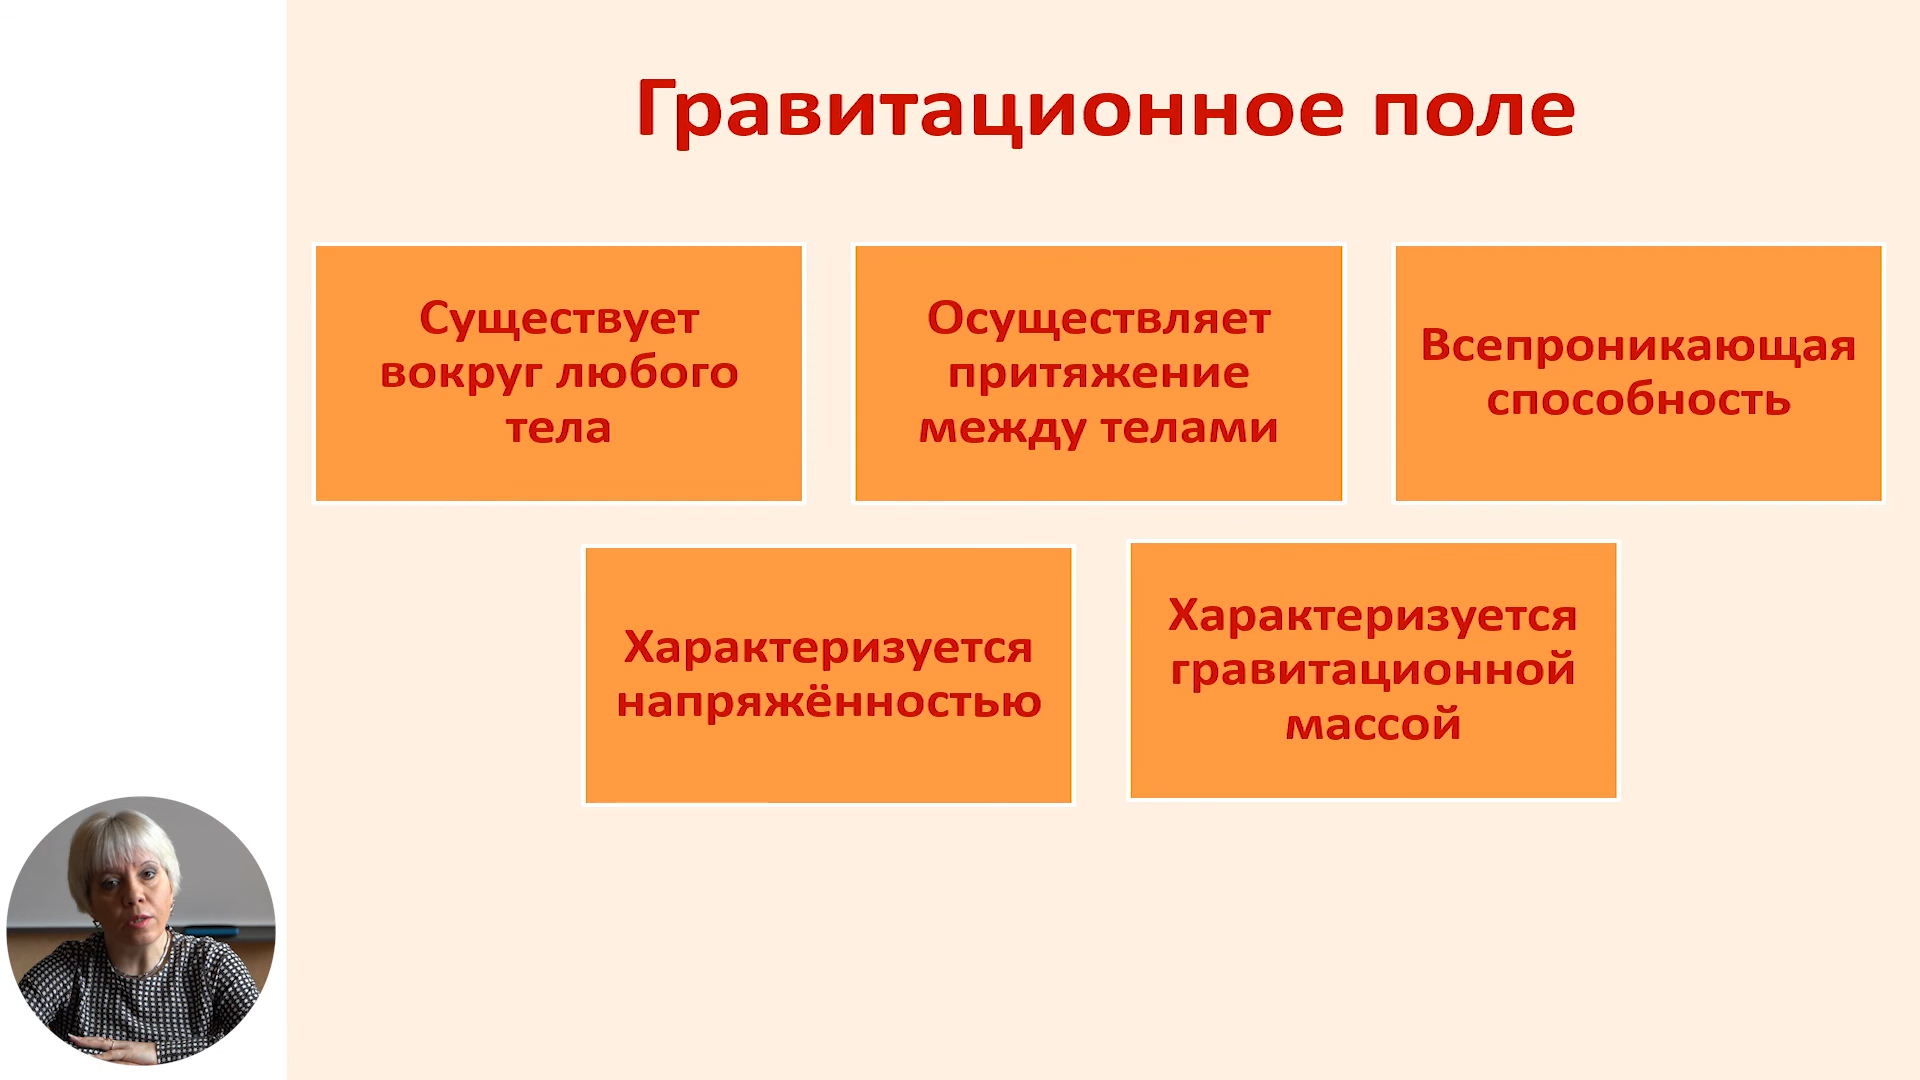 Гравитационное поле
Существует
вокруг любого
тела
Осуществляет
притяжение
между телами
Всепроникающая
способность
Характеризуется
напряжённостью
Характеризуется
гравитационной
массой